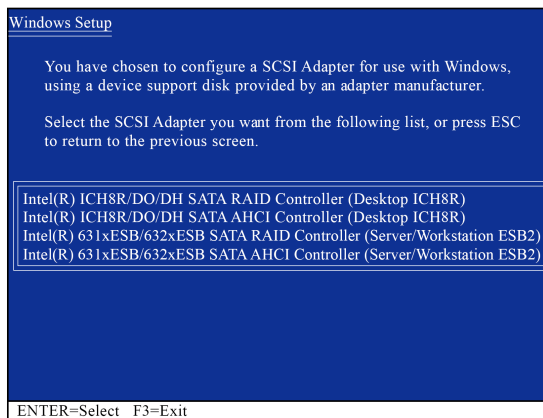 Windows Setup
You have chosen to configure a SCSI Adapter for use with Windows,
using a device support disk provided by an adapter manufacturer.
Select the SCSI Adapter you want from the following list, or press ESC
to return to the previous screen.
Intel(R) ICH8R/DO/DH SATA RAID Controller (Desktop ICH8R)
Intel(R) ICH8R/DO/DH SATA AHCI Controller (Desktop ICH8R)
Intel(R) 631xESB/632xESB SATA RAID Controller (Server/Workstation ESB2)
Intel(R) 631xESB/632xESB SATA AHCI Controller (Server/Workstation ESB2)
ENTER=Select F3=Exit